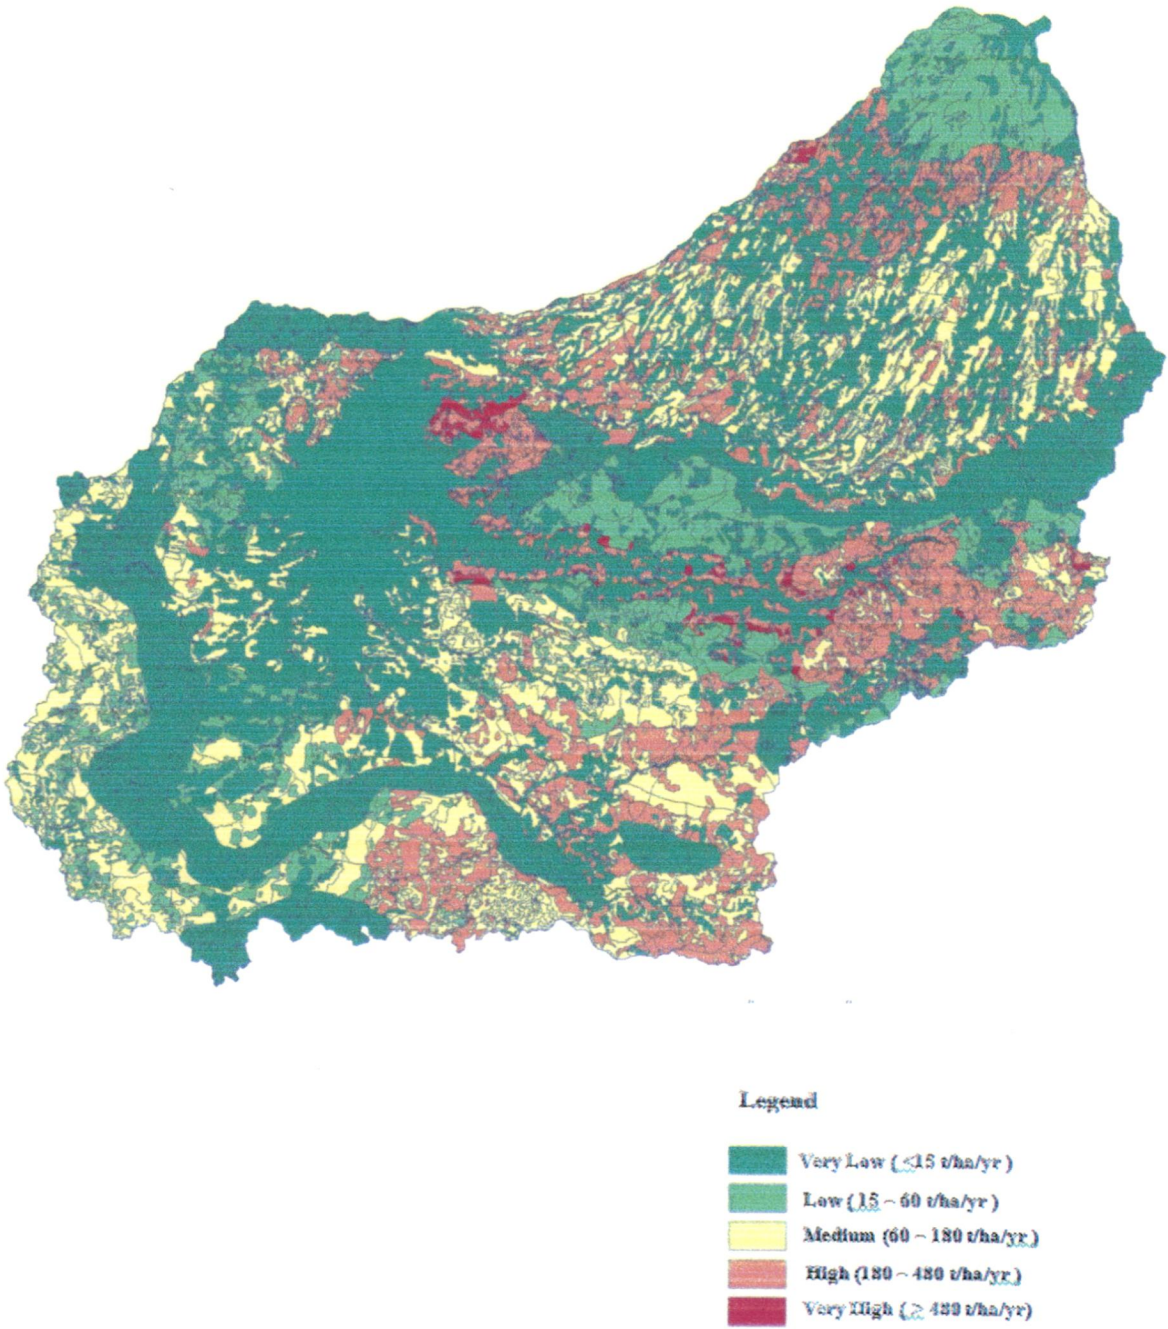 Legend
Very Low ( <15 t/ha/yr )
Low ( 15 – 60 t/ha/yr )
Medium (60 – 180 t/ha/yr )
High (180 – 480 t/ha/yr )
Very High ( ≥ 480 t/ha/yr)